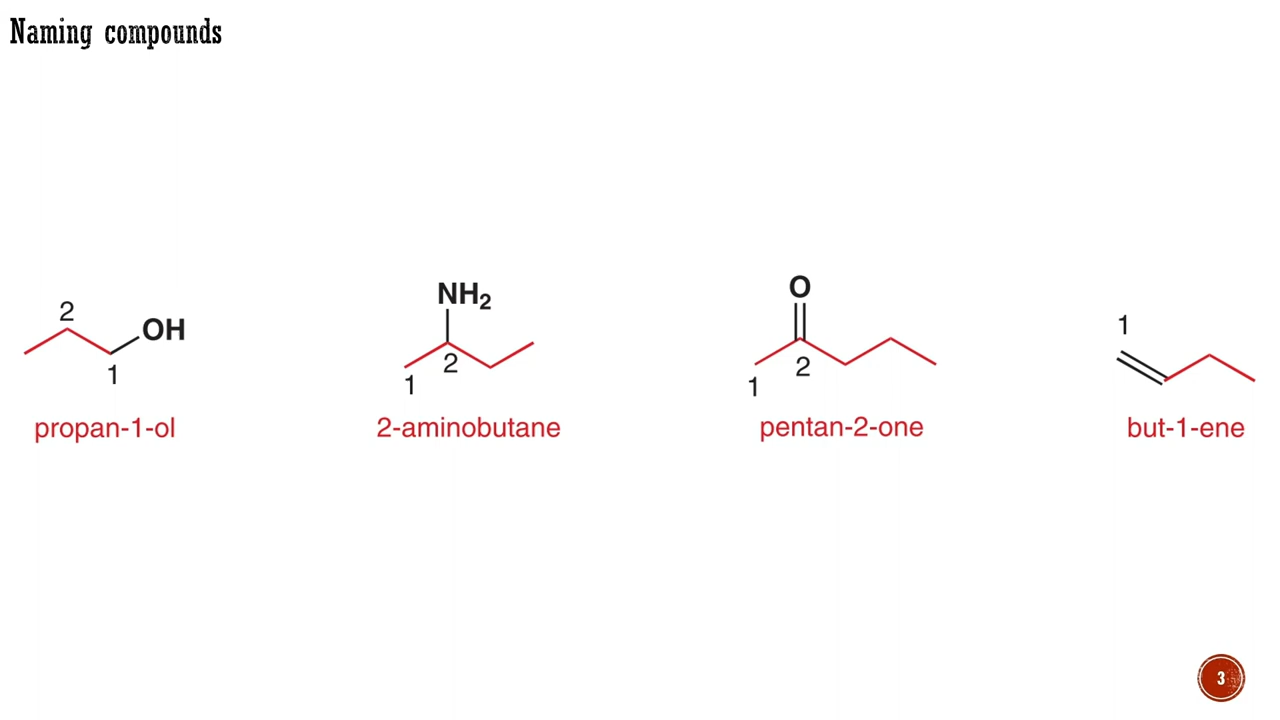 Naming compounds
2
OH
1
propan-1-ol
NH₂
2
1
2-aminobutane
O
2
1
pentan-2-one
1
but-1-ene
3